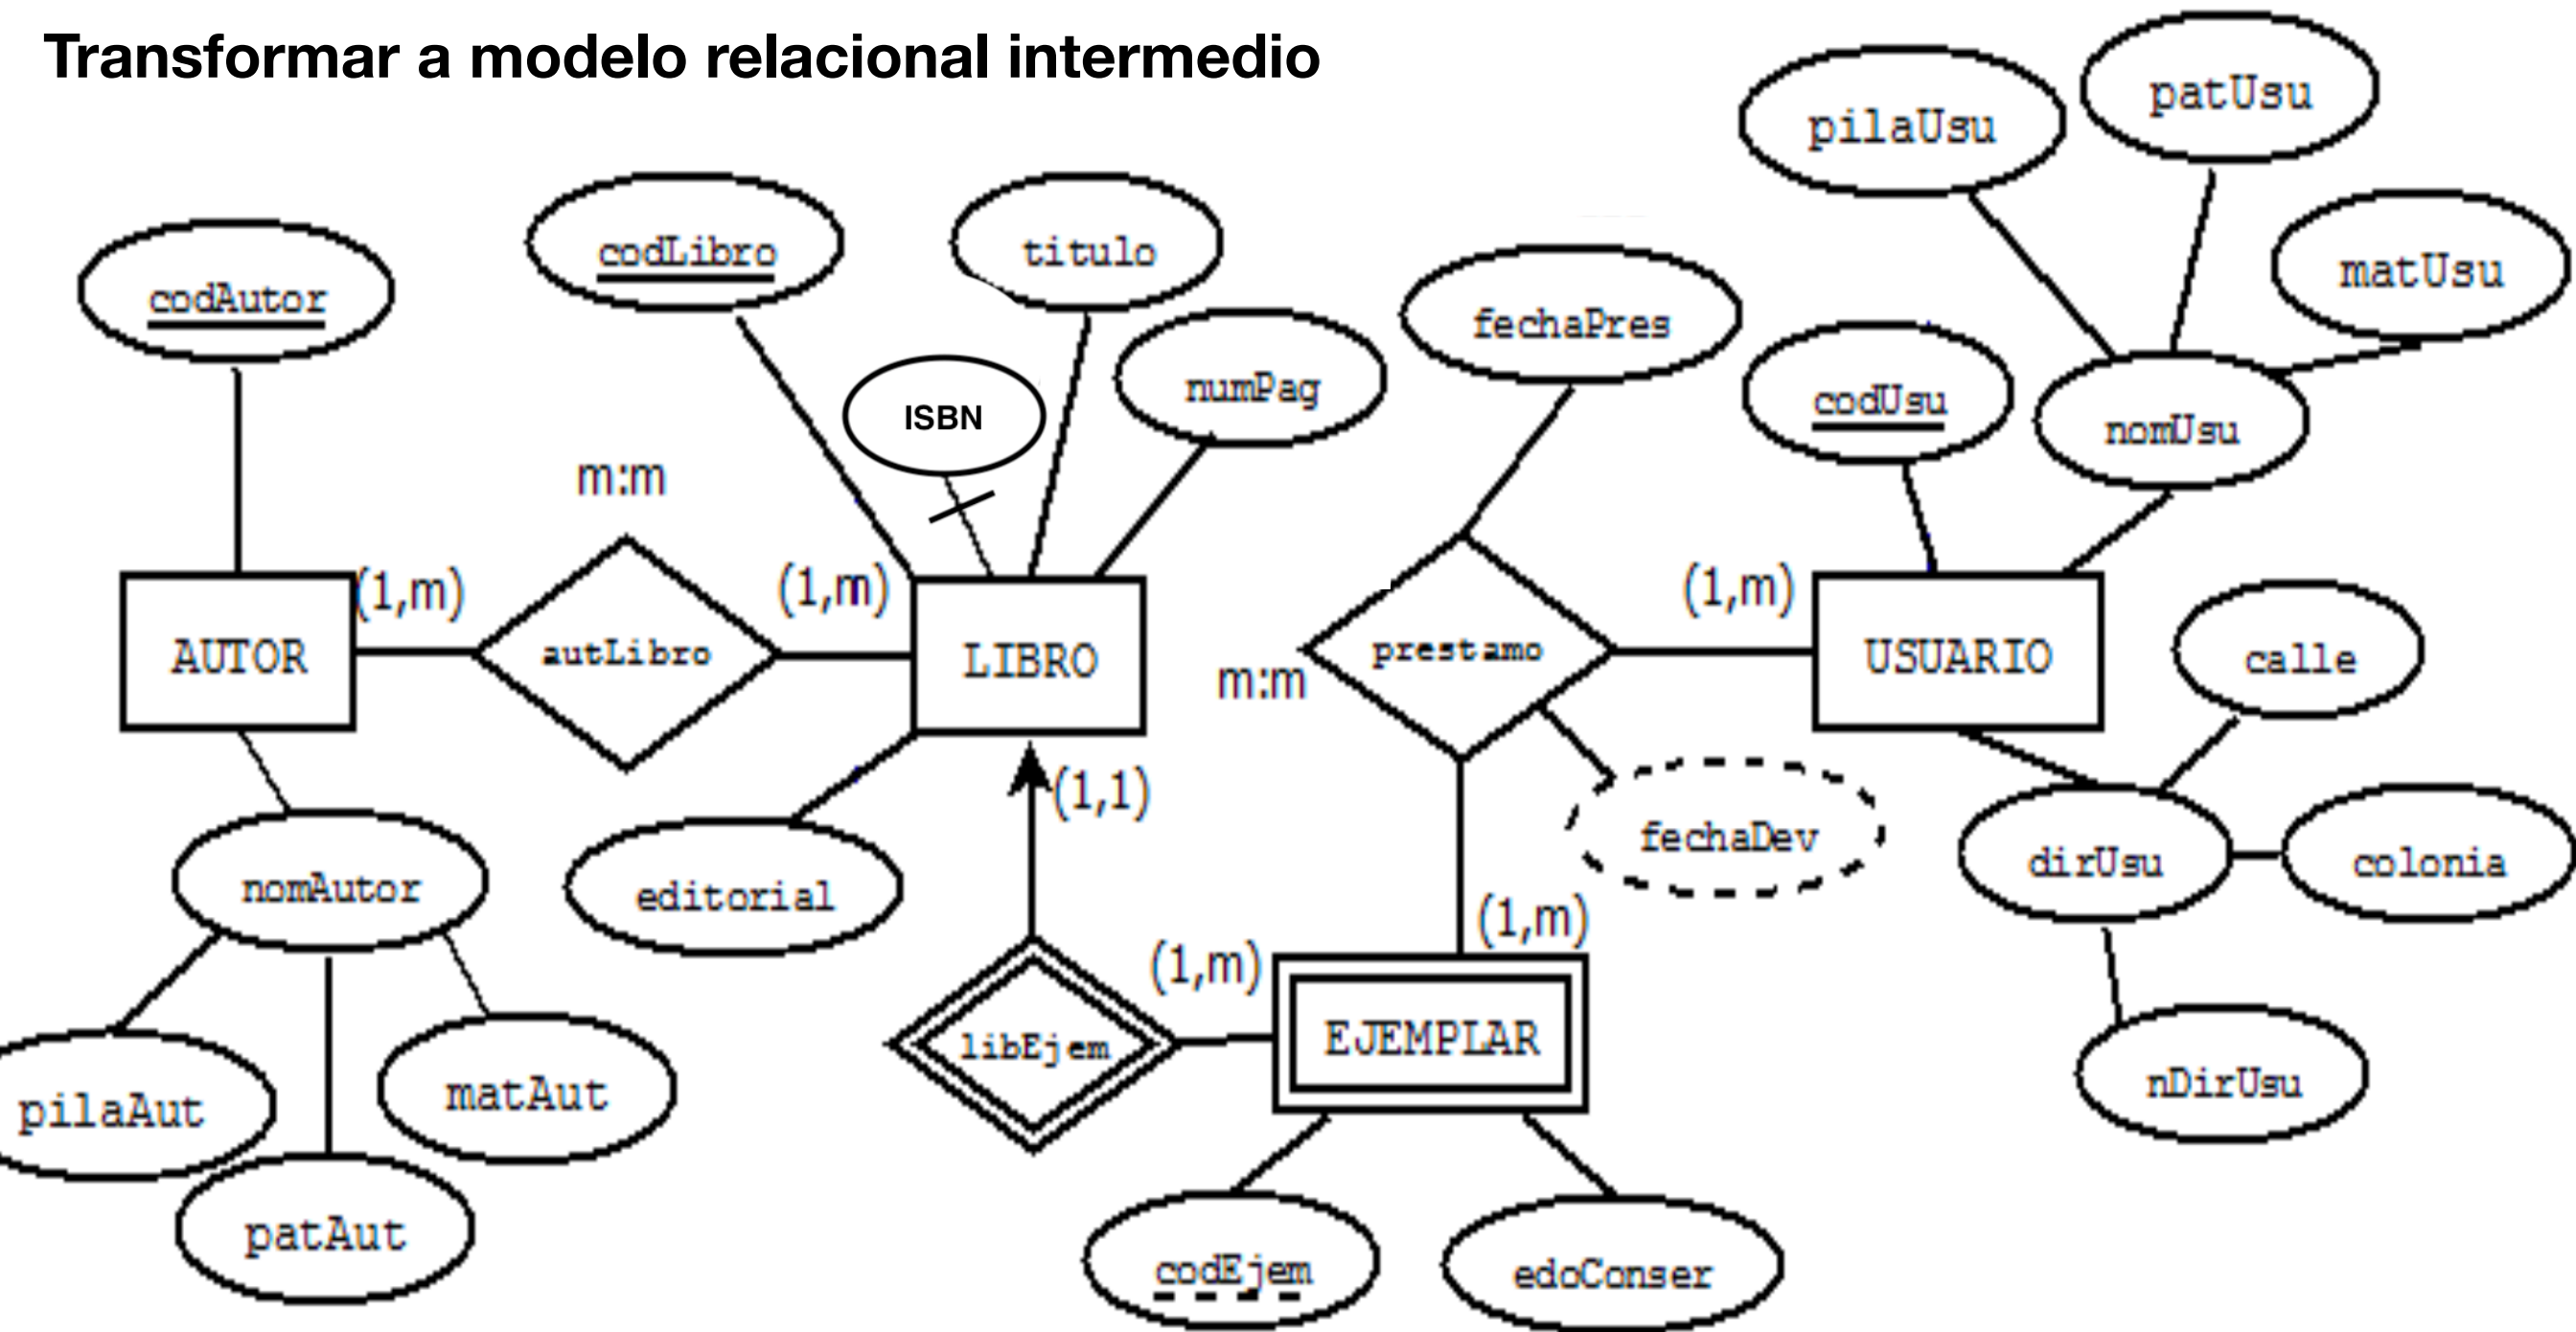 Transformar a modelo relacional intermedio
pilaUsu
patUsu
matUsu
codLibro
titulo
codAutor
fechaPres
numPag
codUsu
nomUsu
ISBN
m:m
(1,m)
(1,m)
(1,m)
AUTOR
autLibro
LIBRO
m:m
prestamo
USUARIO
calle
(1,1)
fechaDev
dirUsu
colonia
nomAutor
editorial
(1,m)
(1,m)
libEjem
EJEMPLAR
nDirUsu
pilaAut
matAut
patAut
codEjem
edoConser